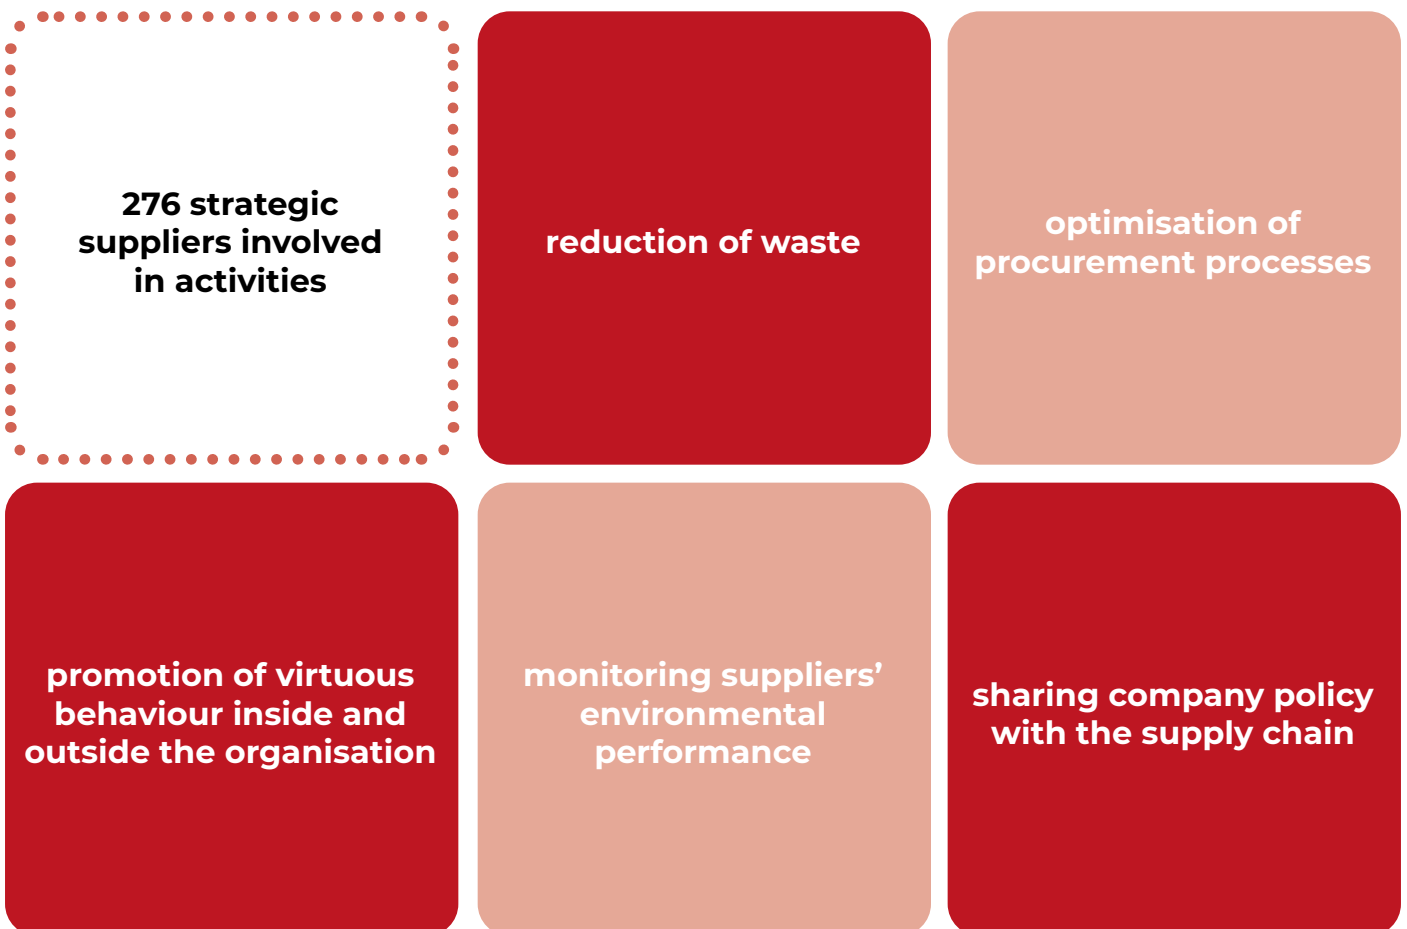 276 strategic
suppliers involved
in activities
reduction of waste
optimisation of
procurement processes
promotion of virtuous
behaviour inside and
outside the organisation
monitoring suppliers’
environmental
performance
sharing company policy
with the supply chain